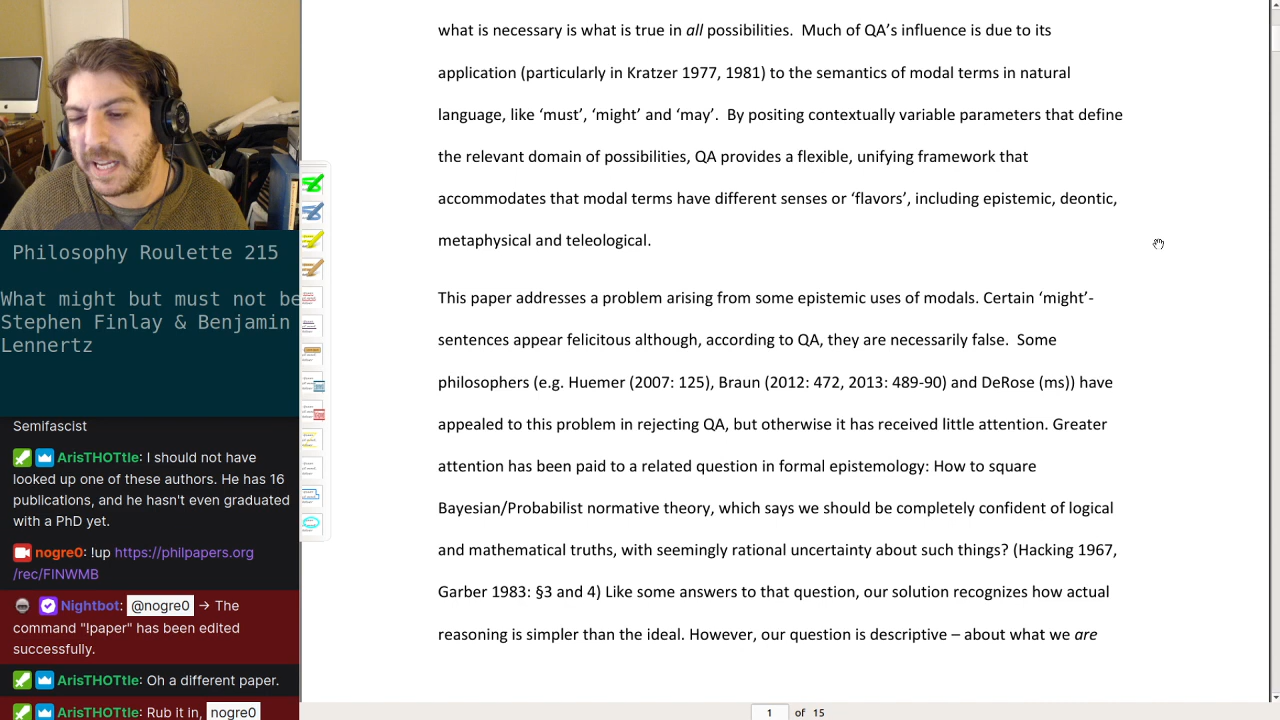 what is necessary is what is true in all possibilities.  Much of QA’s influence is due to its
application (particularly in Kratzer 1977, 1981) to the semantics of modal terms in natural
language, like ‘must’, ‘might’ and ‘may’.  By positing contextually variable parameters that define
the relevant domain of possibilities, QA provides a flexible, unifying framework that
accommodates that modal terms have different senses or ‘flavors’, including epistemic, deontic,
metaphysical and teleological.
This paper addresses a problem arising from some epistemic uses of modals. Certain ‘might’-
sentences appear felicitous although, according to QA, they are necessarily false.  Some
philosophers (e.g. Huemer (2007: 125), Braun (2012: 472, 2013: 489-90) and DeRose (ms)) have
appealed to this problem in rejecting QA, but otherwise it has received little attention. Greater
attention has been paid to a related question in formal epistemology: How to square
Bayesian/Probabilist normative theory, which says we should be completely confident of logical
and mathematical truths, with seemingly rational uncertainty about such things? (Hacking 1967,
Garber 1983: §3 and 4) Like some answers to that question, our solution recognizes how actual
reasoning is simpler than the ideal. However, our question is descriptive – about what we are
1 of 15
Philosophy Roulette 215
What might but must not be
Stephen Finlay & Benjamin
Lennertz
Semifascist
ArisTHOTtle: I should not have
looked up one of these authors. He has 16
publications, and he hasn't even graduated
with a PhD yet.
nogre0: !up https://philpapers.org
/rec/FINWMB
Nightbot: @nogre0 → The
command "!paper" has been edited
successfully.
ArisTHOTtle: Oh a different paper.
ArisTHOTtle: Rub it in, nogre0